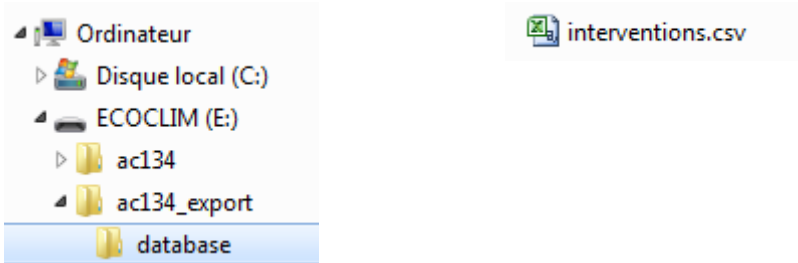 Ordinateur
Disque local (C:)
ECOCLIM (E:)
ac134
ac134_export
database
interventions.csv